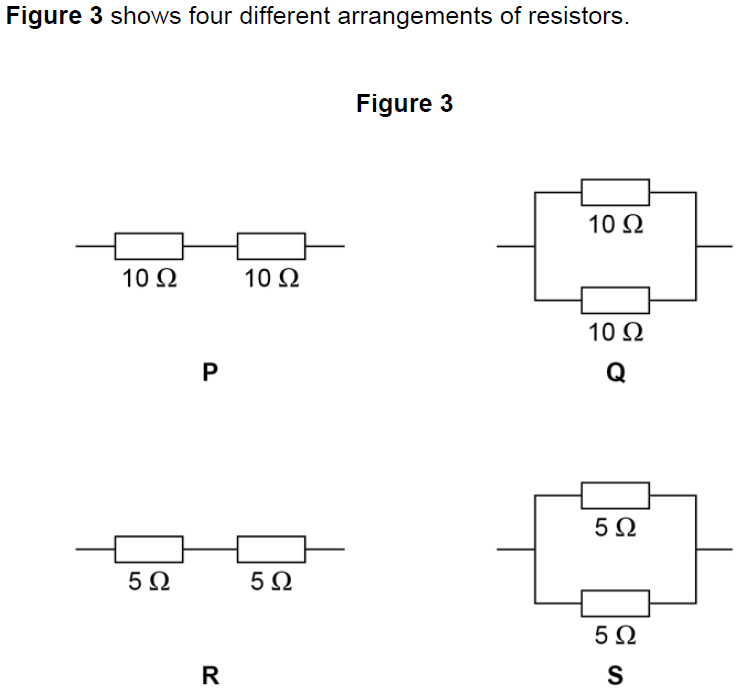 Figure 3 shows four different arrangements of resistors.
Figure 3
10 Ω 10 Ω
P
10 Ω
10 Ω
Q
5 Ω 5 Ω
R
5 Ω
5 Ω
S